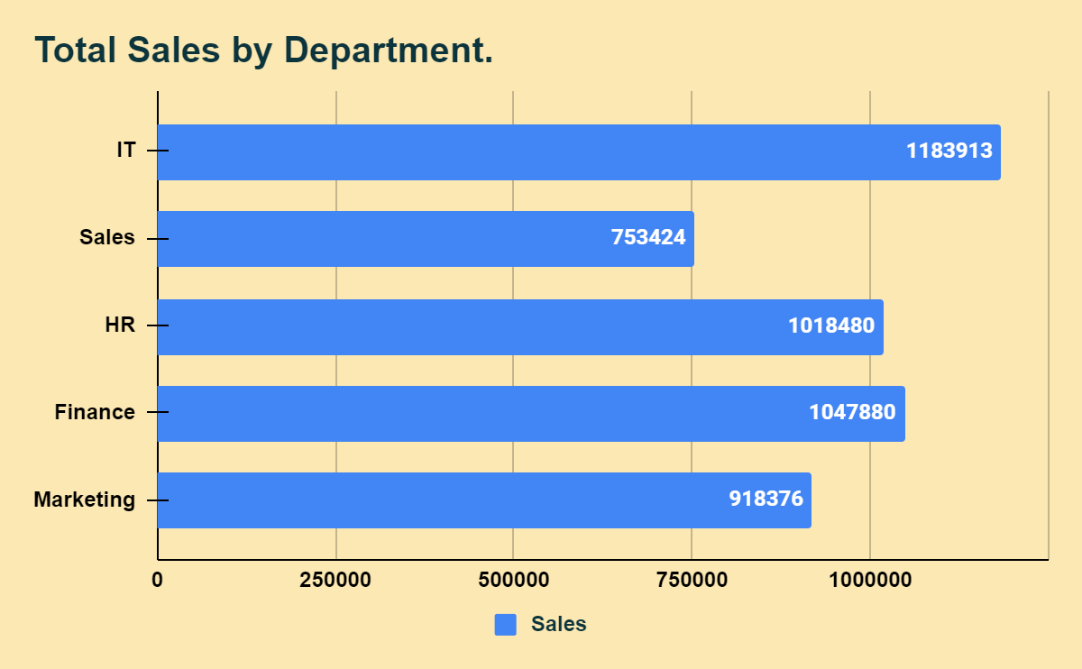 Total Sales by Department.
IT
1183913
Sales
753424
HR
1018480
Finance
1047880
Marketing
918376
0 250000 500000 750000 1000000
Sales